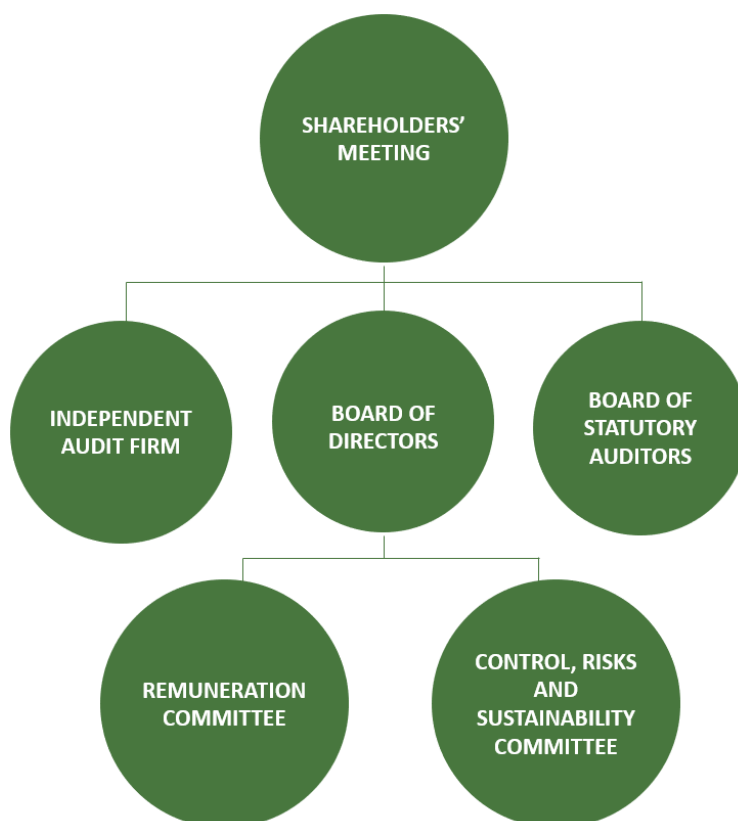 SHAREHOLDERS’
MEETING
INDEPENDENT
AUDIT FIRM
BOARD OF
DIRECTORS
BOARD OF
STATUTORY
AUDITORS
REMUNERATION
COMMITTEE
CONTROL, RISKS
AND
SUSTAINABILITY
COMMITTEE